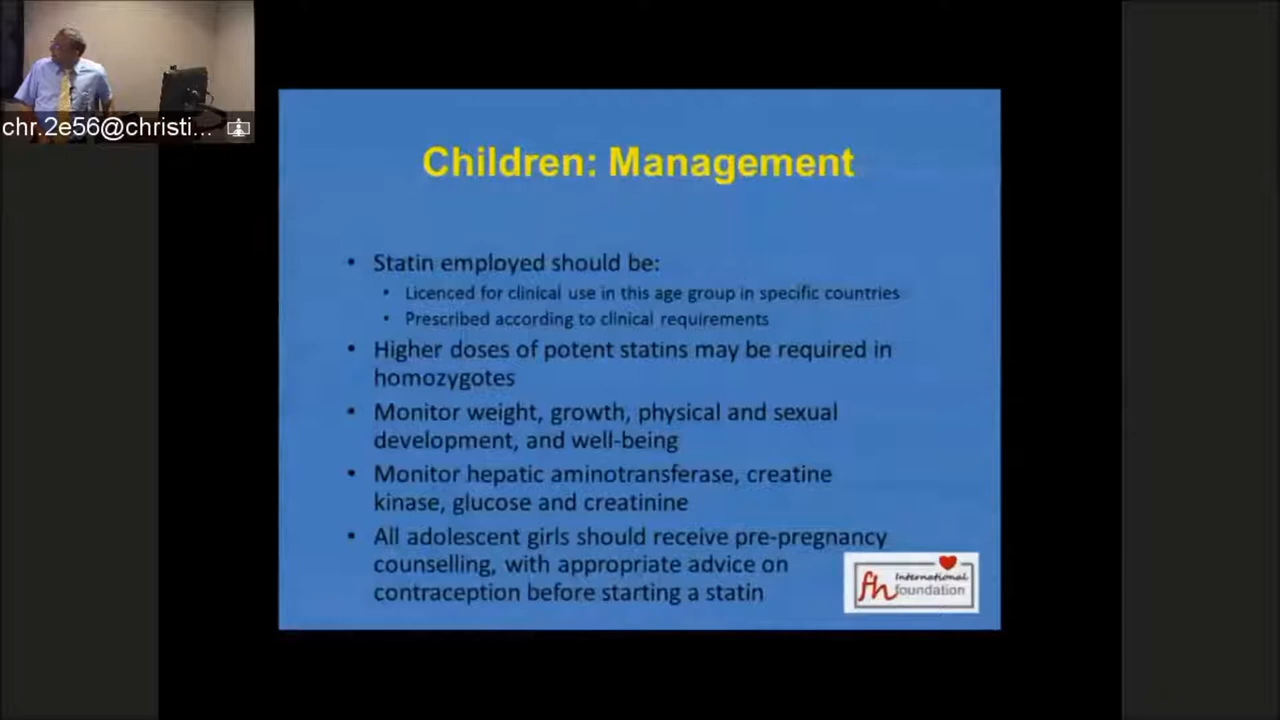 chr.2e56@christi...
Children: Management
• Statin employed should be:
• Licenced for clinical use in this age group in specific countries
• Prescribed according to clinical requirements
• Higher doses of potent statins may be required in
homozygotes
• Monitor weight, growth, physical and sexual
development, and well-being
• Monitor hepatic aminotransferase, creatine
kinase, glucose and creatinine
• All adolescent girls should receive pre-pregnancy
counselling, with appropriate advice on
contraception before starting a statin
fh International
foundation